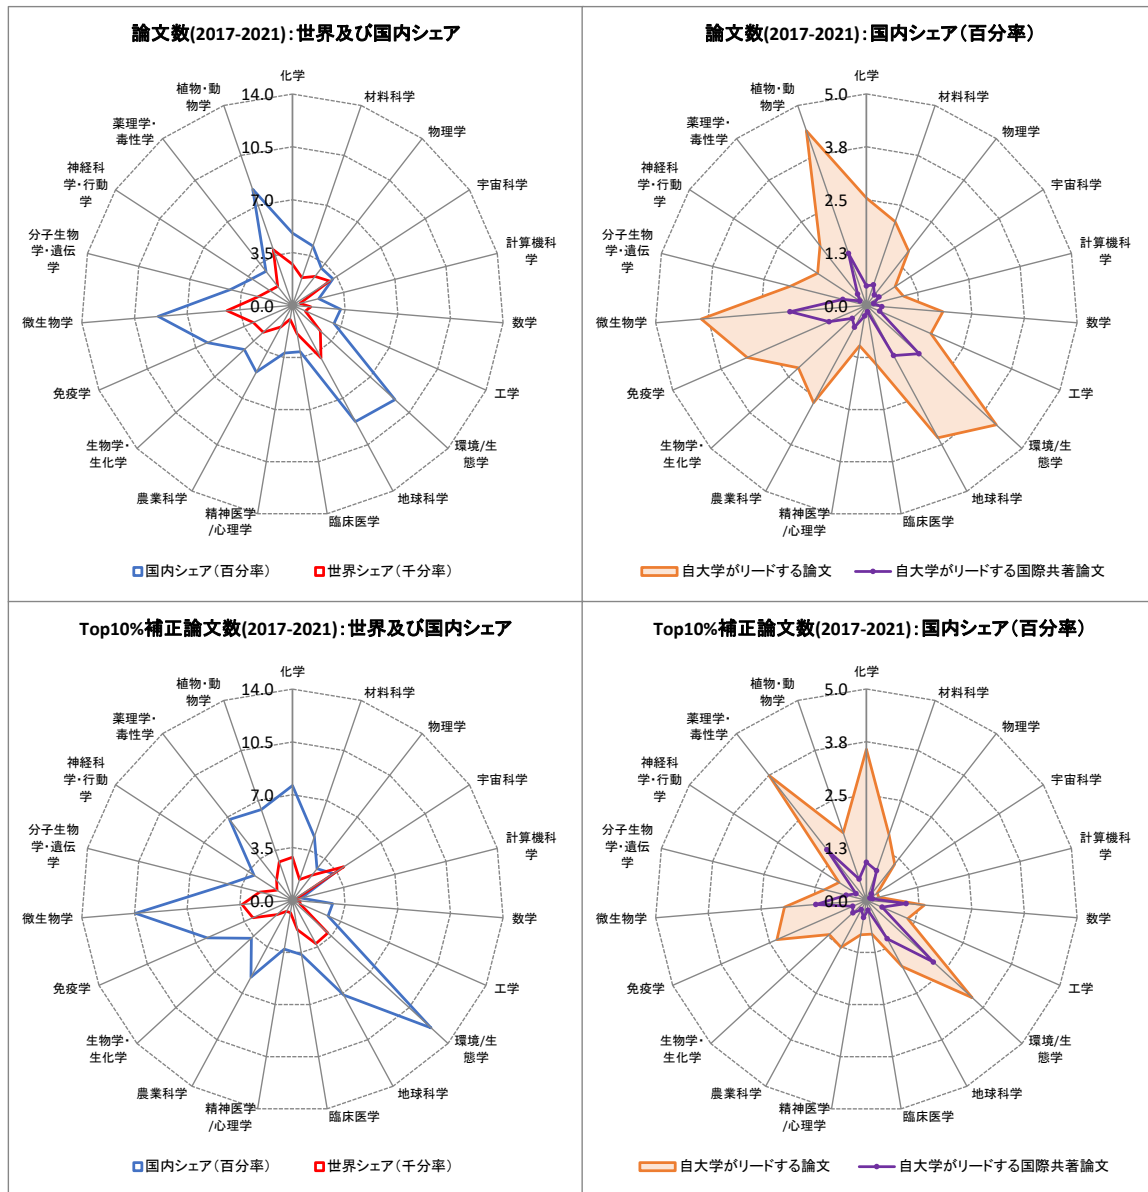 論文数(2017-2021)：世界及び国内シェア
化学
材料科学
物理学
宇宙科学
計算機科
学
数学
工学
環境/生
態学
地球科学
臨床医学
精神医学
/心理学
農業科学
生物学・
生化学
免疫学
微生物学
分子生物
学・遺伝
学
神経科
学・行動
学
薬理学・
毒性学
植物・動
物学
14.0
10.5
7.0
3.5
0.0
国内シェア（百分率）
世界シェア（千分率）
論文数(2017-2021)：国内シェア（百分率）
化学
材料科学
物理学
宇宙科学
計算機科
学
数学
工学
環境/生
態学
地球科学
臨床医学
精神医学
/心理学
農業科学
生物学・
生化学
免疫学
微生物学
分子生物
学・遺伝
学
神経科
学・行動
学
薬理学・
毒性学
植物・動
物学
5.0
3.8
2.5
1.3
0.0
自大学がリードする論文
自大学がリードする国際共著論文
Top10%補正論文数(2017-2021)：世界及び国内シェア
化学
材料科学
物理学
宇宙科学
計算機科
学
数学
工学
環境/生
態学
地球科学
臨床医学
精神医学
/心理学
農業科学
生物学・
生化学
免疫学
微生物学
分子生物
学・遺伝
学
神経科
学・行動
学
薬理学・
毒性学
植物・動
物学
14.0
10.5
7.0
3.5
0.0
国内シェア（百分率）
世界シェア（千分率）
Top10%補正論文数(2017-2021)：国内シェア（百分率）
化学
材料科学
物理学
宇宙科学
計算機科
学
数学
工学
環境/生
態学
地球科学
臨床医学
精神医学
/心理学
農業科学
生物学・
生化学
免疫学
微生物学
分子生物
学・遺伝
学
神経科
学・行動
学
薬理学・
毒性学
植物・動
物学
5.0
3.8
2.5
1.3
0.0
自大学がリードする論文
自大学がリードする国際共著論文